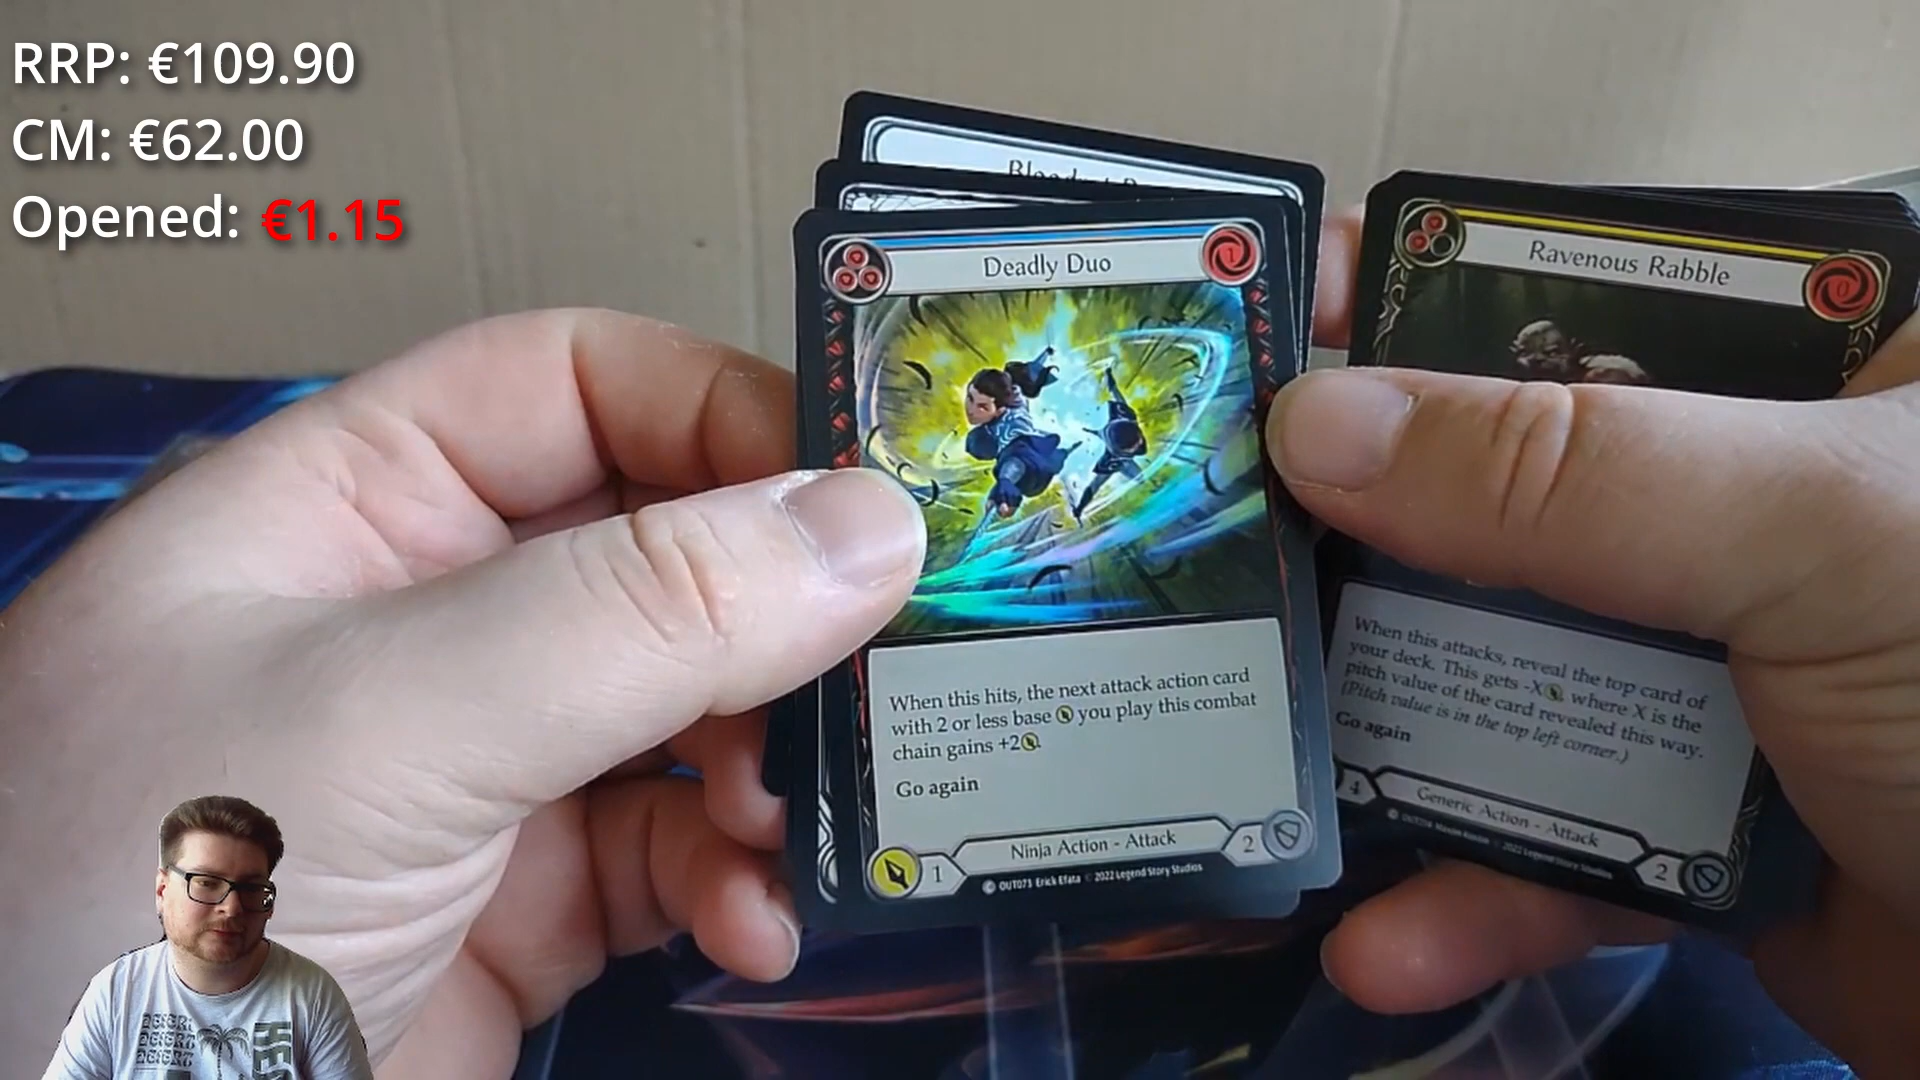 RRP: €109.90
CM: €62.00
Opened: €1.15
Deadly Duo
1
When this hits, the next attack action card
with 2 or less base you play this combat
chain gains +2
Go again
1
Ninja Action - Attack
2
OUT073 Erick Efata © 2022 Legend Story Studios
Ravenous Rabble
0
When this attacks, reveal the top card of
your deck. This gets -X, where X is the
pitch value of the card revealed this way.
(Pitch value is in the top left corner.)
Go again
4
Generic Action - Attack
2
© 2022 Legend Story Studios
DESERT
DESERT